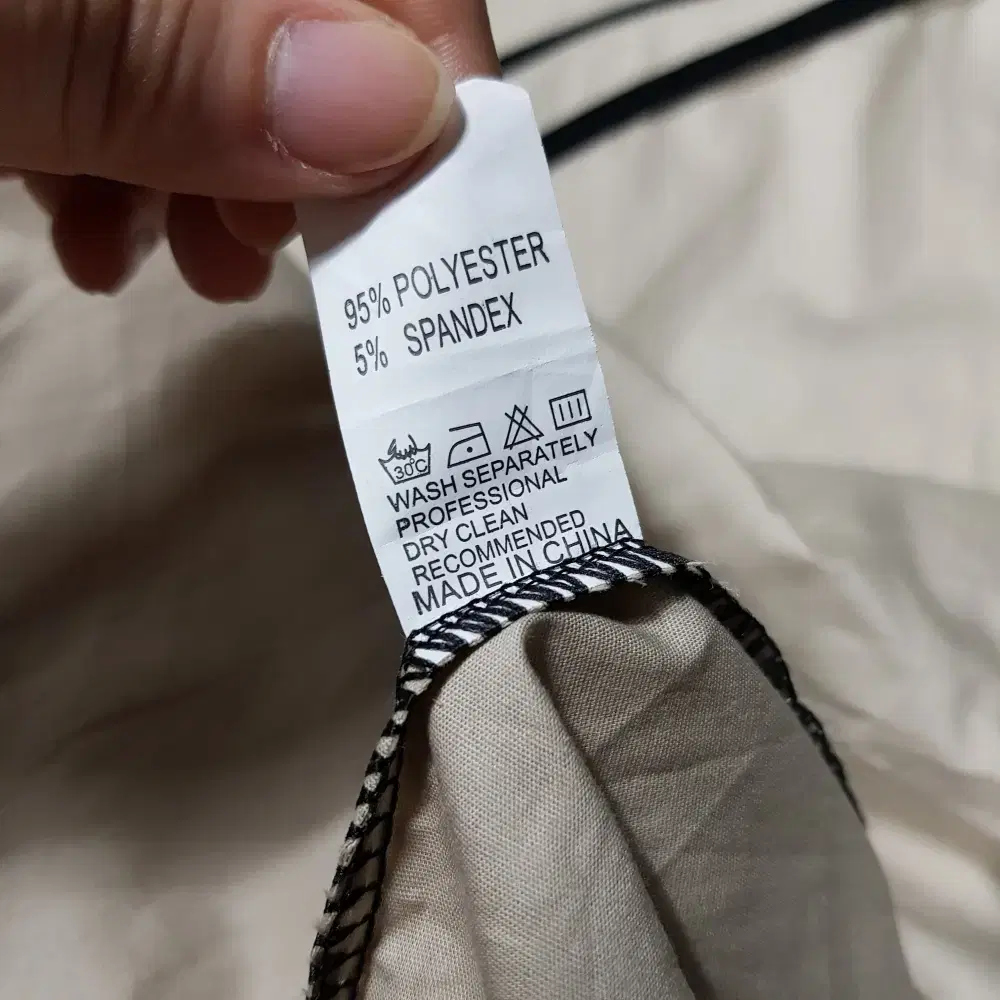 95% POLYESTER
5% SPANDEX
30°C
WASH SEPARATELY
PROFESSIONAL
DRY CLEAN
RECOMMENDED
MADE IN CHINA